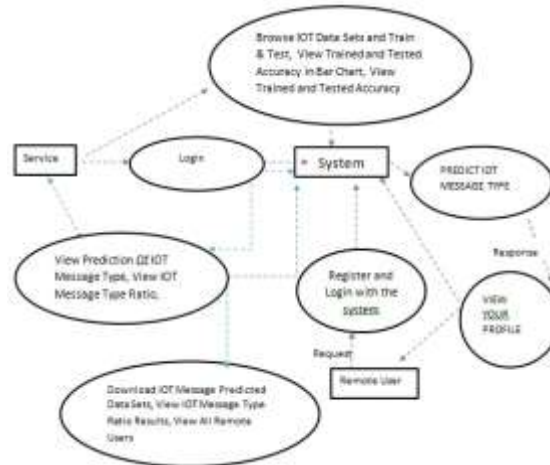 Browse IOT Data Sets and Train
& Test, View Trained and Tested
Accuracy in Bar Chart, View
Trained and Tested Accuracy
Service
Login
System
PREDICT IOT
MESSAGE TYPE
View Prediction Of IOT
Message Type, View IOT
Message Type Ratio,
Register and
Login with the
system
Response
VIEW
YOUR
PROFILE
Request
Remote User
Download IOT Message Predicted
Data Sets, View IOT Message Type
Ratio Results, View All Remote
Users